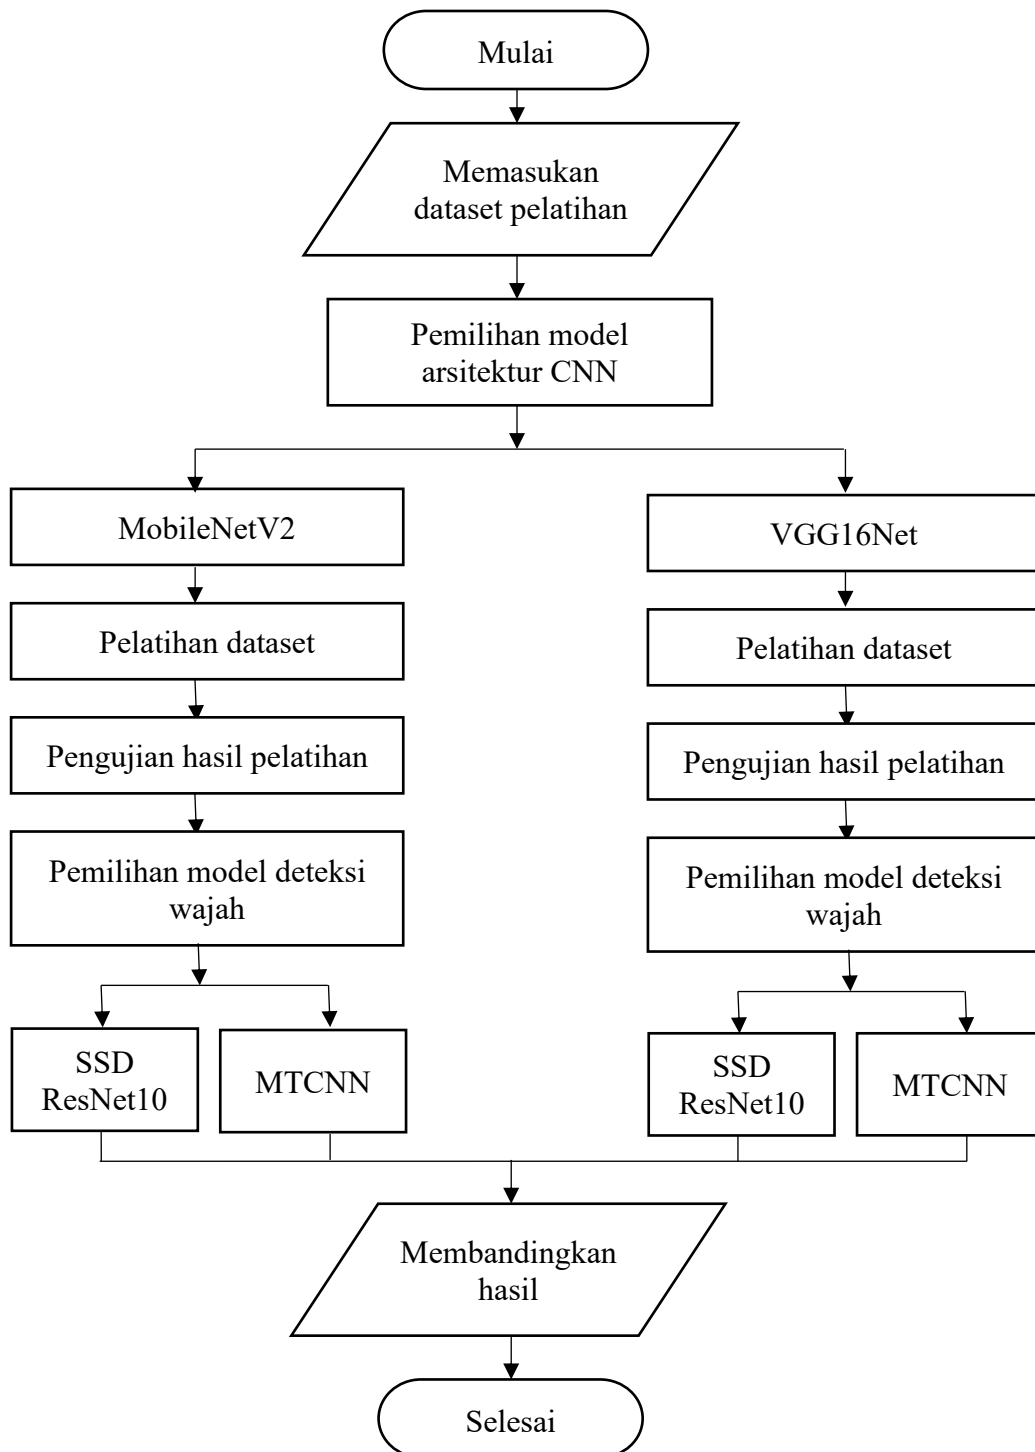 Mulai
Memasukan
dataset pelatihan
Pemilihan model
arsitektur CNN
MobileNetV2
Pelatihan dataset
Pengujian hasil pelatihan
Pemilihan model deteksi
wajah
SSD
ResNet10
MTCNN
VGG16Net
Pelatihan dataset
Pengujian hasil pelatihan
Pemilihan model deteksi
wajah
SSD
ResNet10
MTCNN
Membandingkan
hasil
Selesai